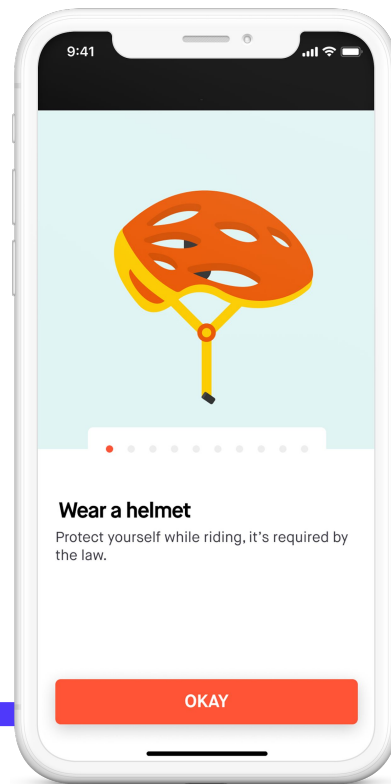 9:41
Wear a helmet
Protect yourself while riding, it's required by
the law.
OKAY